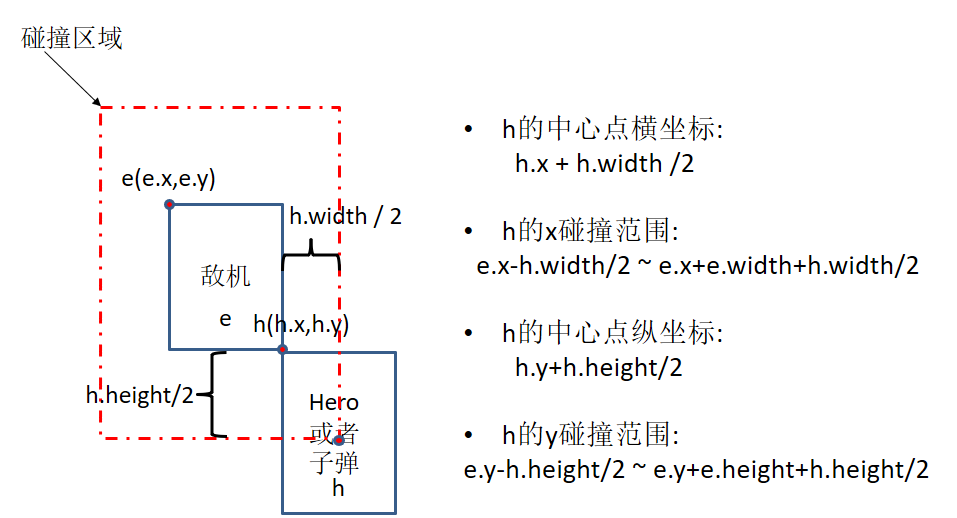 碰撞区域
e(e.x,e.y)
h.width / 2
敌机
e
h(h.x,h.y)
h.height/2
Hero
或者
子弹
h
• h的中心点横坐标:
h.x + h.width /2
• h的x碰撞范围:
e.x-h.width/2 ~ e.x+e.width+h.width/2
• h的中心点纵坐标:
h.y+h.height/2
• h的y碰撞范围:
e.y-h.height/2 ~ e.y+e.height+h.height/2